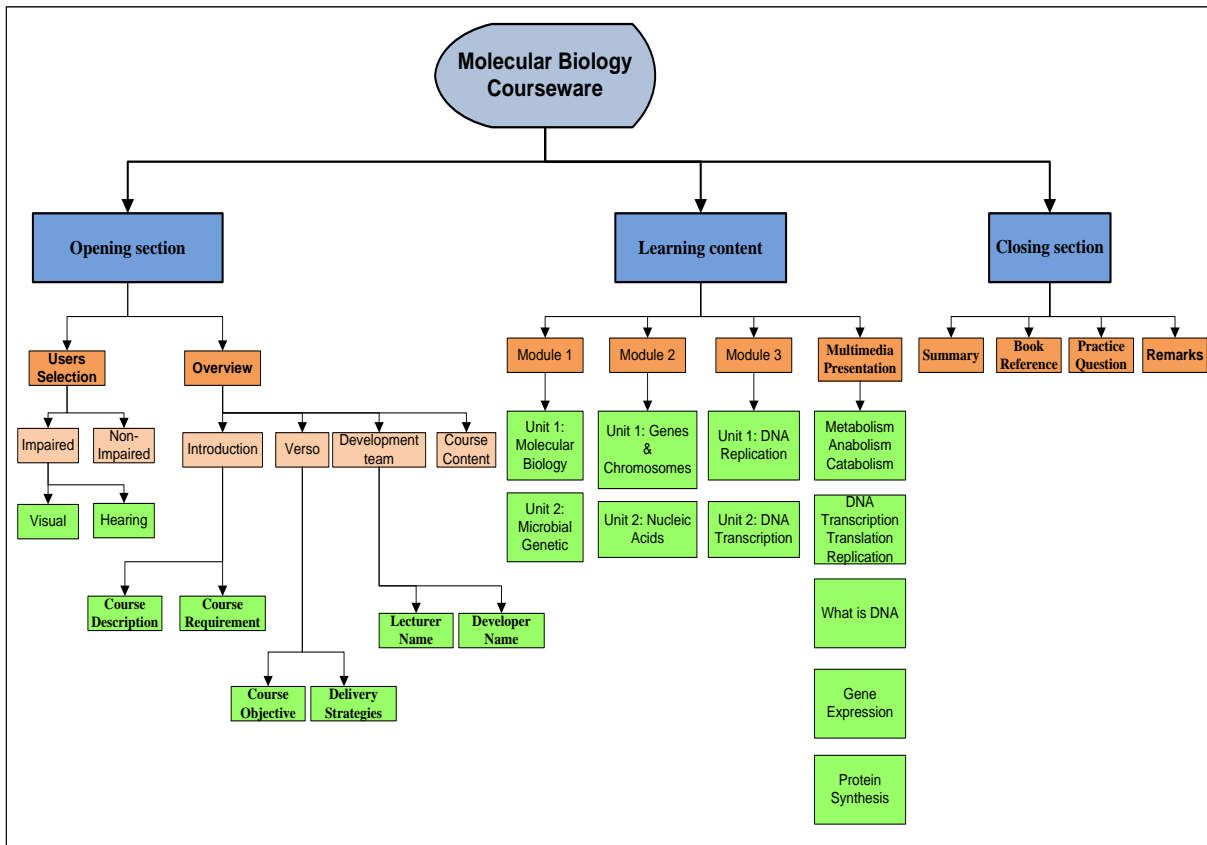 Molecular Biology
Courseware
Opening section
Learning content
Closing section
Users
Selection
Overview
Module 1
Module 2
Module 3
Multimedia
Presentation
Summary
Book
Reference
Practice
Question
Remarks
Impaired
Non-
Impaired
Introduction
Verso
Development
team
Course
Content
Unit 1:
Molecular
Biology
Unit 1: Genes
&
Chromosomes
Unit 1: DNA
Replication
Metabolism
Anabolism
Catabolism
Visual
Hearing
Unit 2:
Microbial
Genetic
Unit 2: Nucleic
Acids
Unit 2: DNA
Transcription
DNA
Transcription
Translation
Replication
Course
Description
Course
Requirement
Lecturer
Name
Developer
Name
What is DNA
Course
Objective
Delivery
Strategies
Gene
Expression
Protein
Synthesis